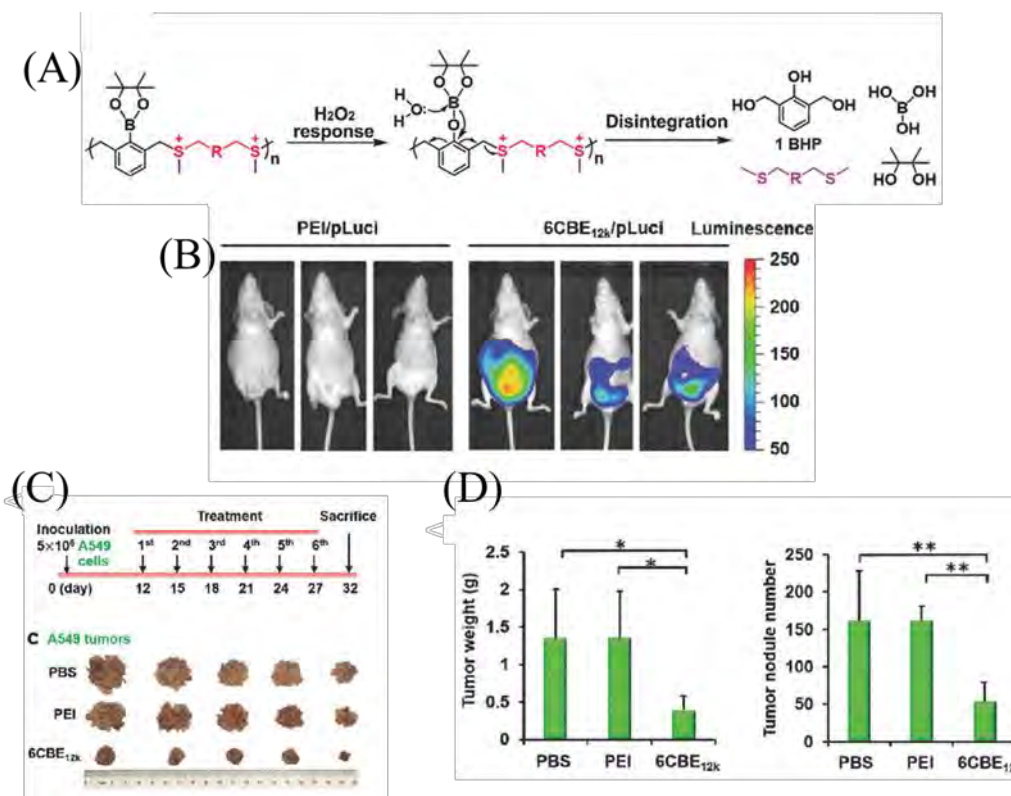 (A)
H₂O₂
response
Disintegration
1 BHP
(B)
PEI/pLuci
6CBE₁₂ₖ/pLuci
Luminescence
250
200
150
100
50
(C)
Inoculation
5×10⁶ A549
cells
Treatment
Sacrifice
1ˢᵗ 2ⁿᵈ 3ʳᵈ 4ᵗʰ 5ᵗʰ 6ᵗʰ
0 (day) 12 15 18 21 24 27 32
c A549 tumors
PBS
PEI
6CBE₁₂ₖ
(D)
Tumor weight (g)
2.5
2
1.5
1
0.5
0
* 
*
PBS PEI 6CBE₁₂ₖ
Tumor nodule number
250
200
150
100
50
0
**
**
PBS PEI 6CBE₁₂